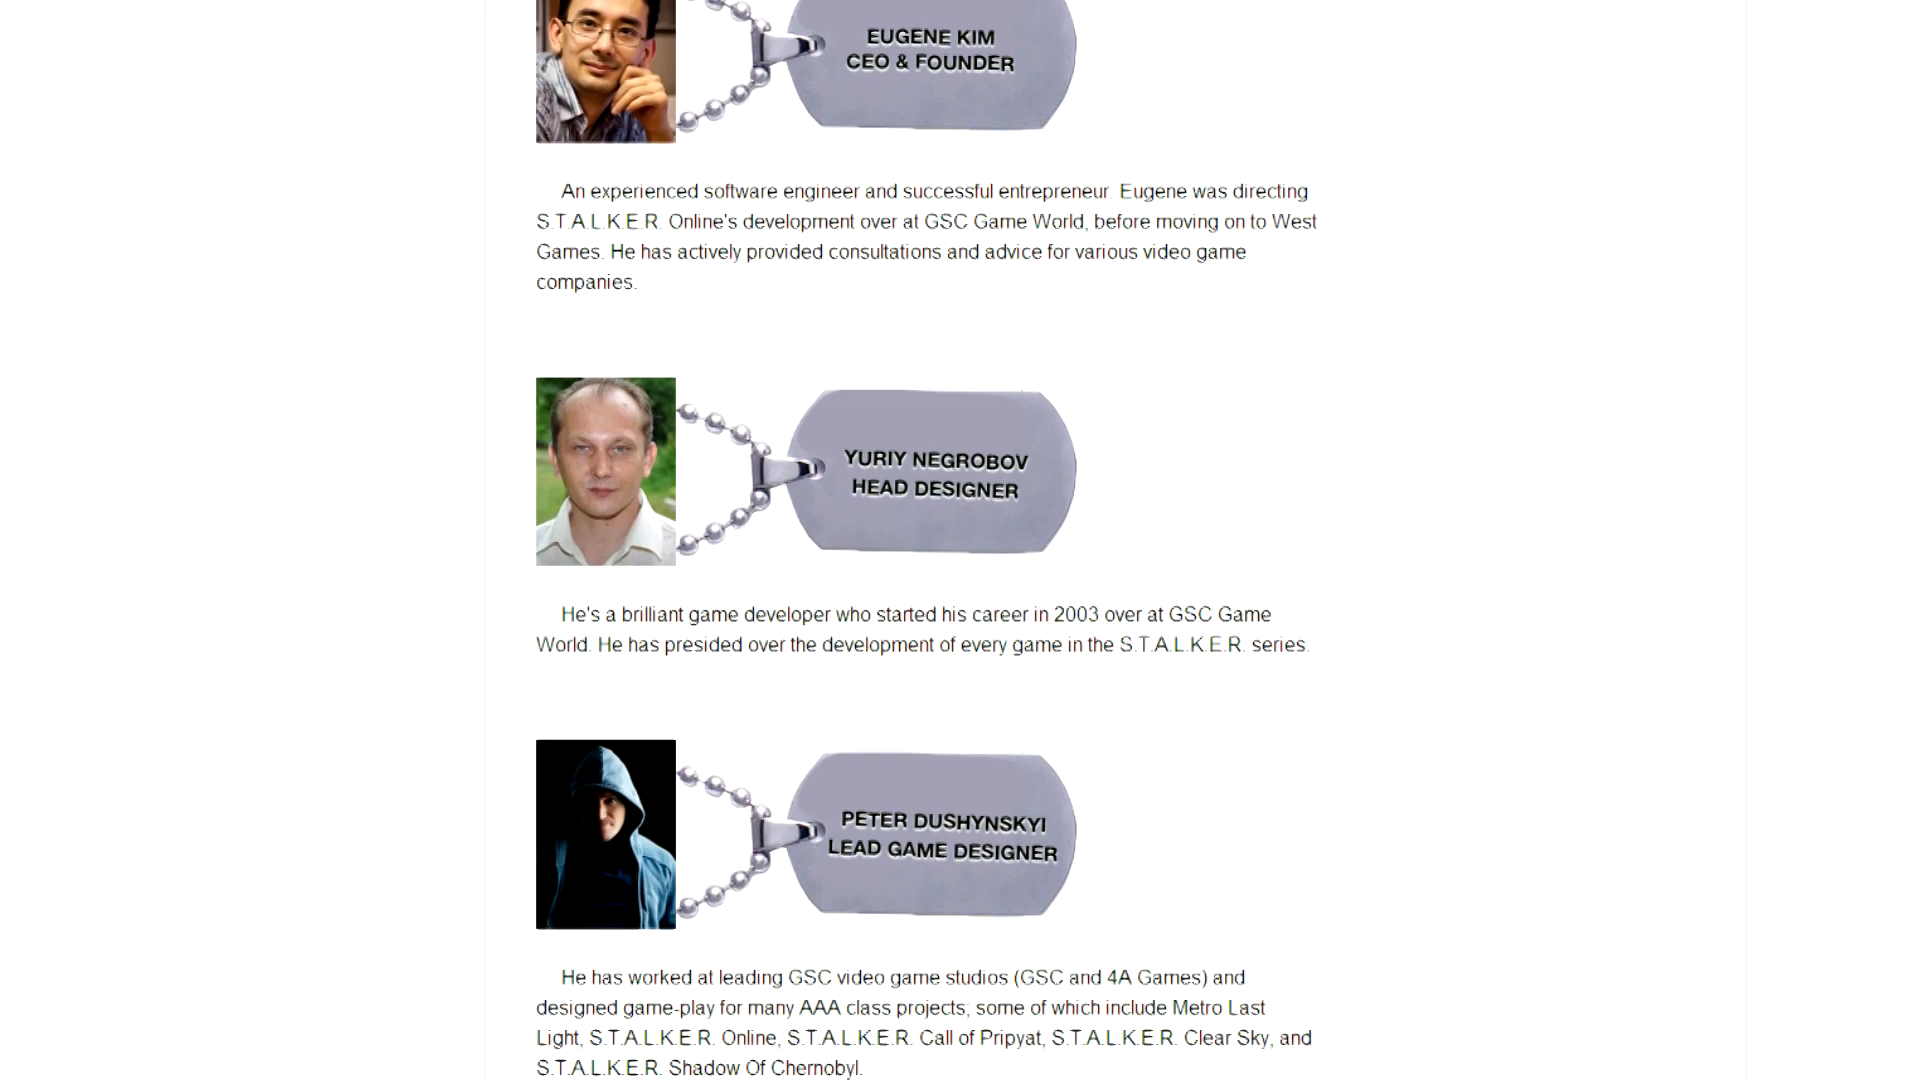 EUGENE KIM
CEO & FOUNDER
An experienced software engineer and successful entrepreneur. Eugene was directing
S.T.A.L.K.E.R. Online's development over at GSC Game World, before moving on to West
Games. He has actively provided consultations and advice for various video game
companies.
YURIY NEGROBOV
HEAD DESIGNER
He's a brilliant game developer who started his career in 2003 over at GSC Game
World. He has presided over the development of every game in the S.T.A.L.K.E.R. series.
PETER DUSHYNSKYI
LEAD GAME DESIGNER
He has worked at leading GSC video game studios (GSC and 4A Games) and
designed game-play for many AAA class projects; some of which include Metro Last
Light, S.T.A.L.K.E.R. Online, S.T.A.L.K.E.R. Call of Pripyat, S.T.A.L.K.E.R. Clear Sky, and
S.T.A.L.K.E.R. Shadow Of Chernobyl.